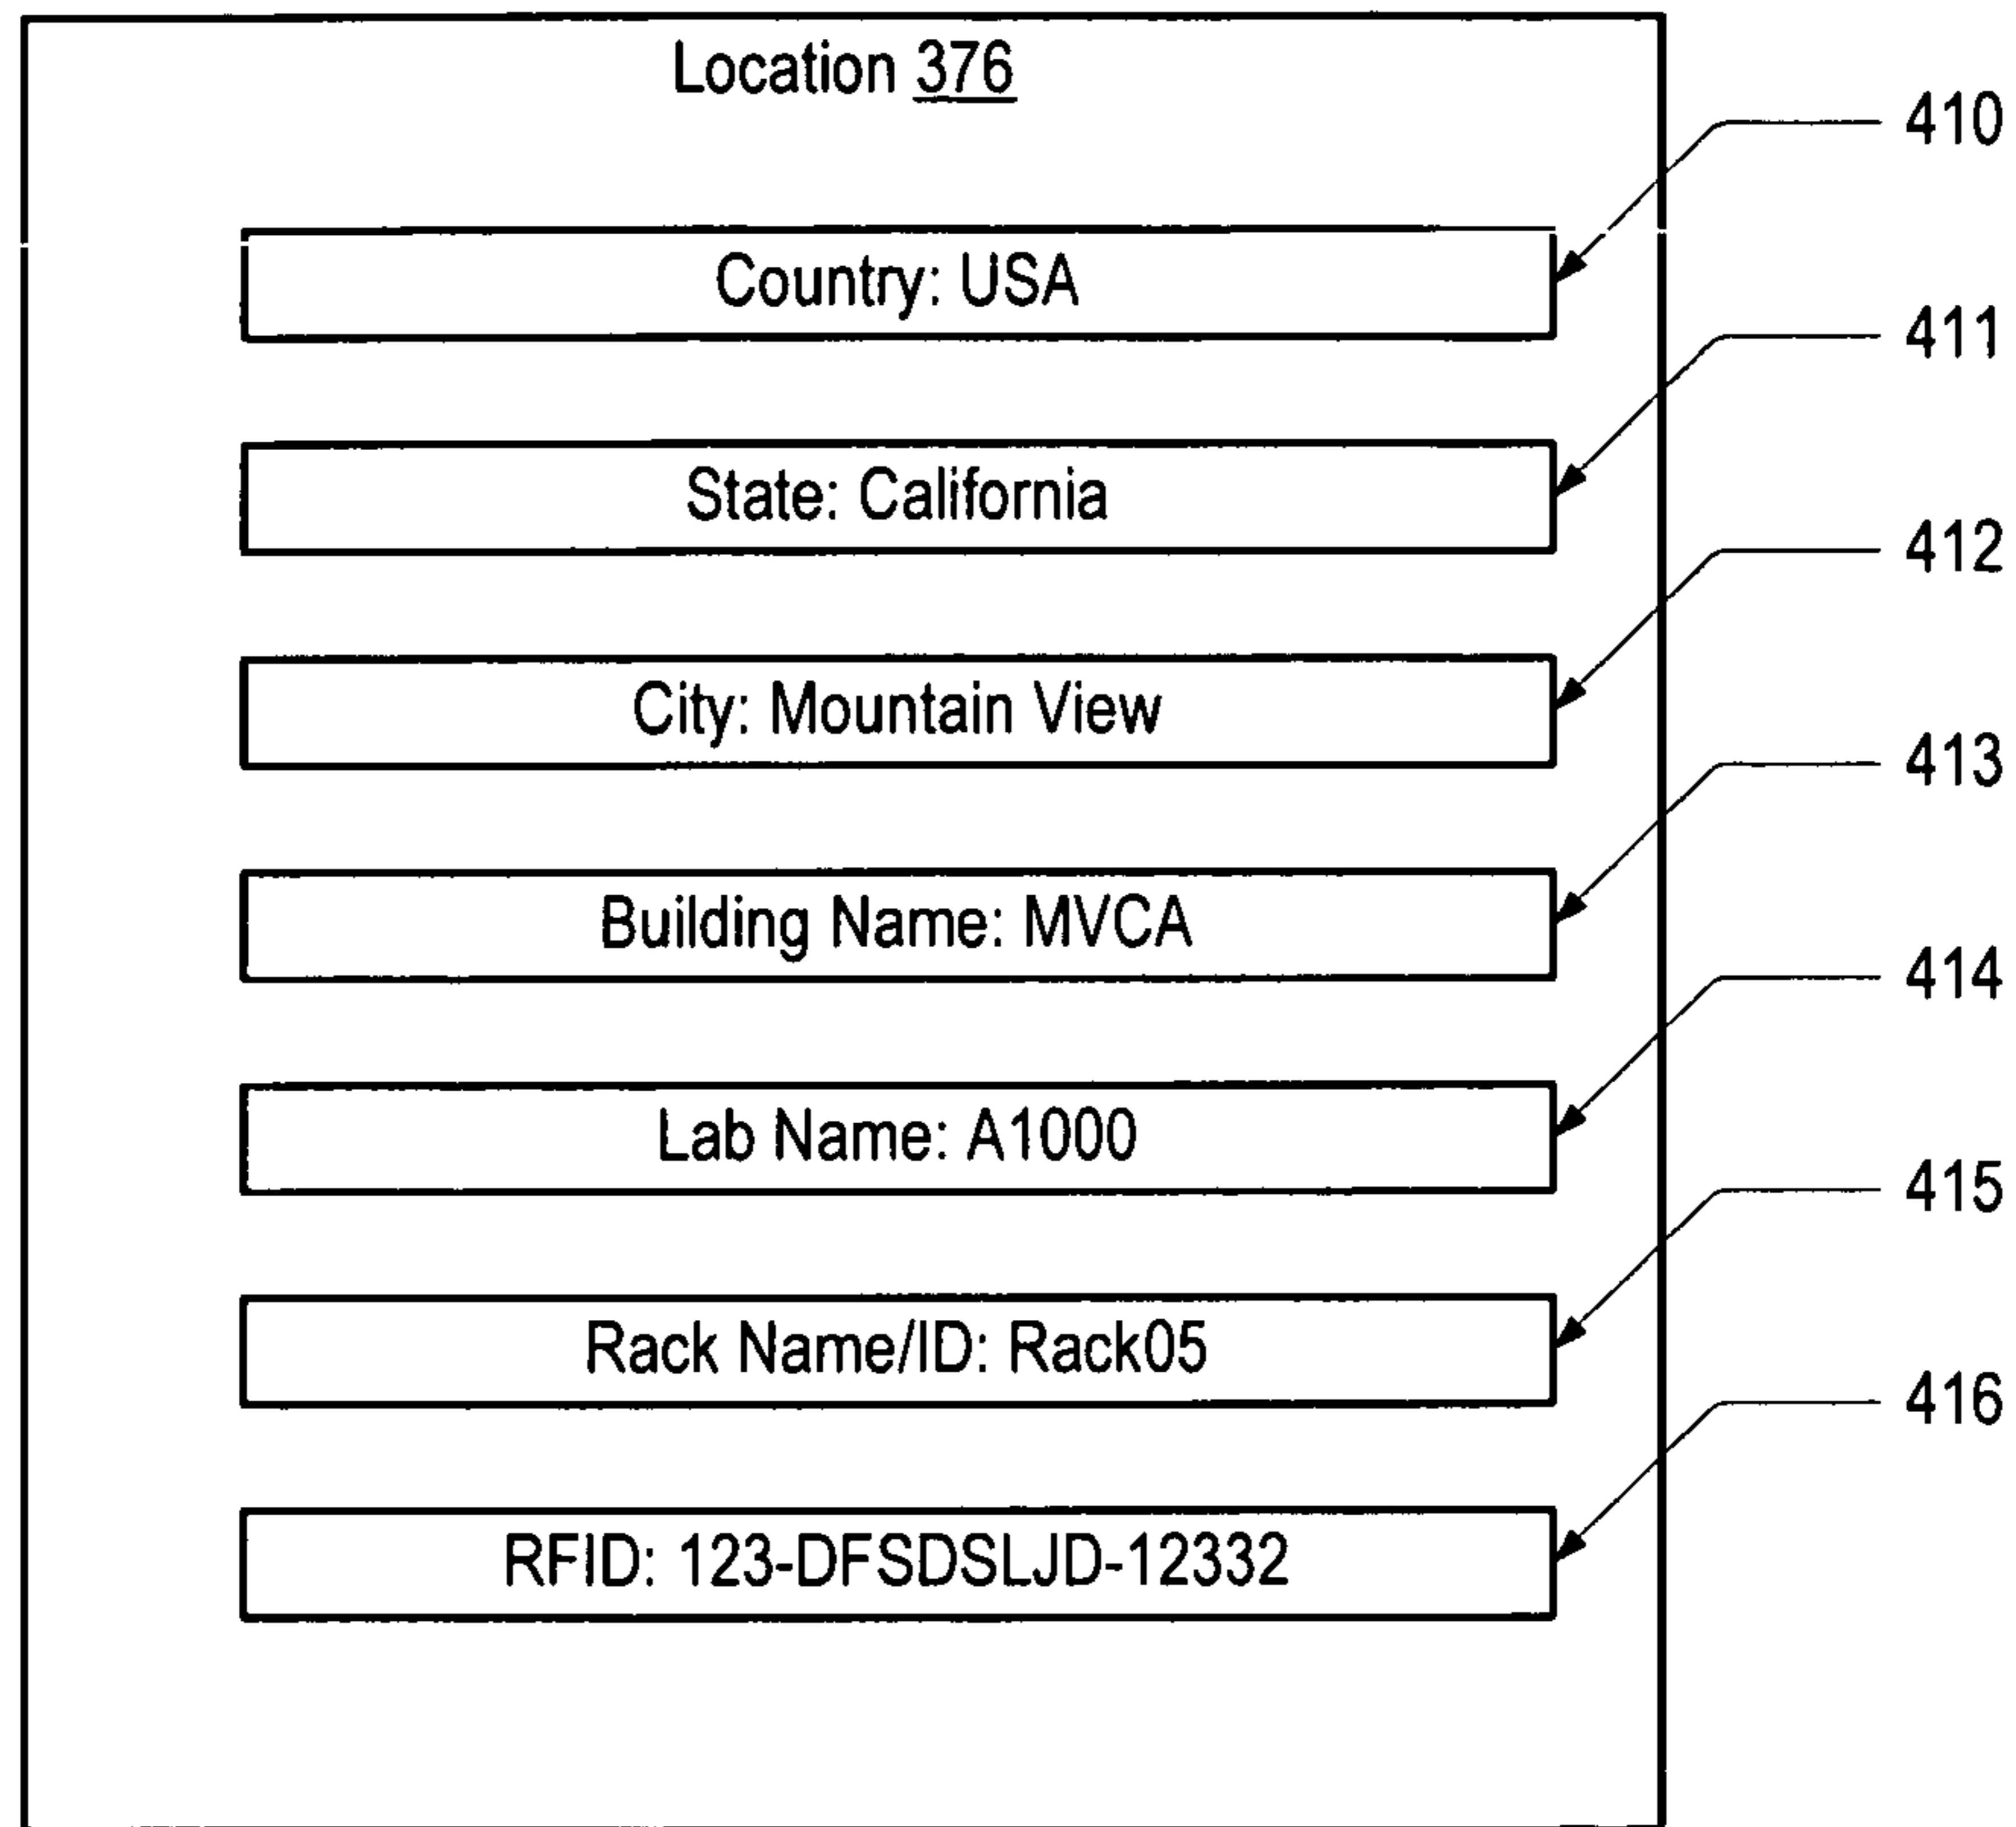 Location 376
410
Country: USA
411
State: California
412
City: Mountain View
413
Building Name: MVCA
414
Lab Name: A1000
415
Rack Name/ID: Rack05
416
RFID: 123-DFSDSLJD-12332